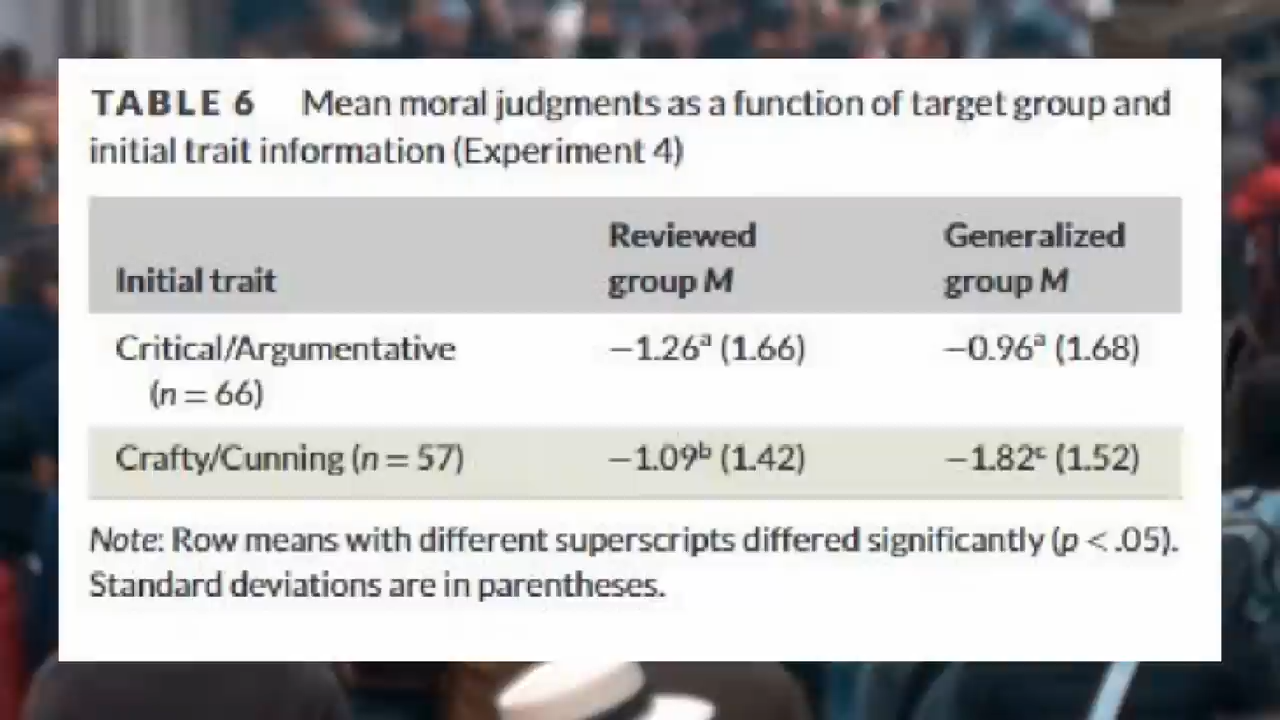 TABLE 6 Mean moral judgments as a function of target group and
initial trait information (Experiment 4)
Initial trait Reviewed group M Generalized group M
Critical/Argumentative (n = 66) −1.26ᵃ (1.66) −0.96ᵃ (1.68)
Crafty/Cunning (n = 57) −1.09ᵇ (1.42) −1.82ᶜ (1.52)
Note: Row means with different superscripts differed significantly (p < .05).
Standard deviations are in parentheses.